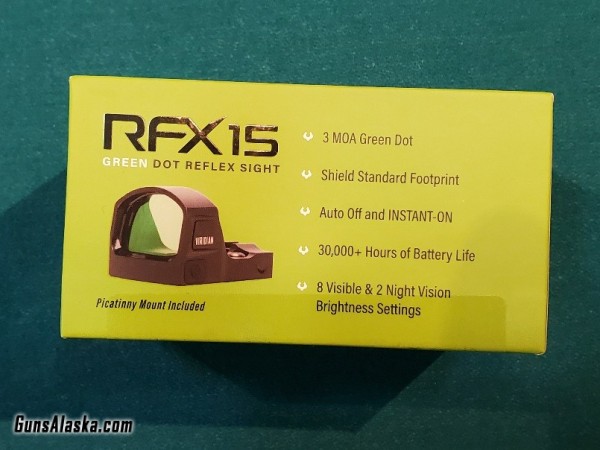 RFX15
GREEN DOT REFLEX SIGHT
VIRIDIAN
Picatinny Mount Included
3 MOA Green Dot
Shield Standard Footprint
Auto Off and INSTANT-ON
30,000+ Hours of Battery Life
8 Visible & 2 Night Vision
Brightness Settings
GunsAlaska.com